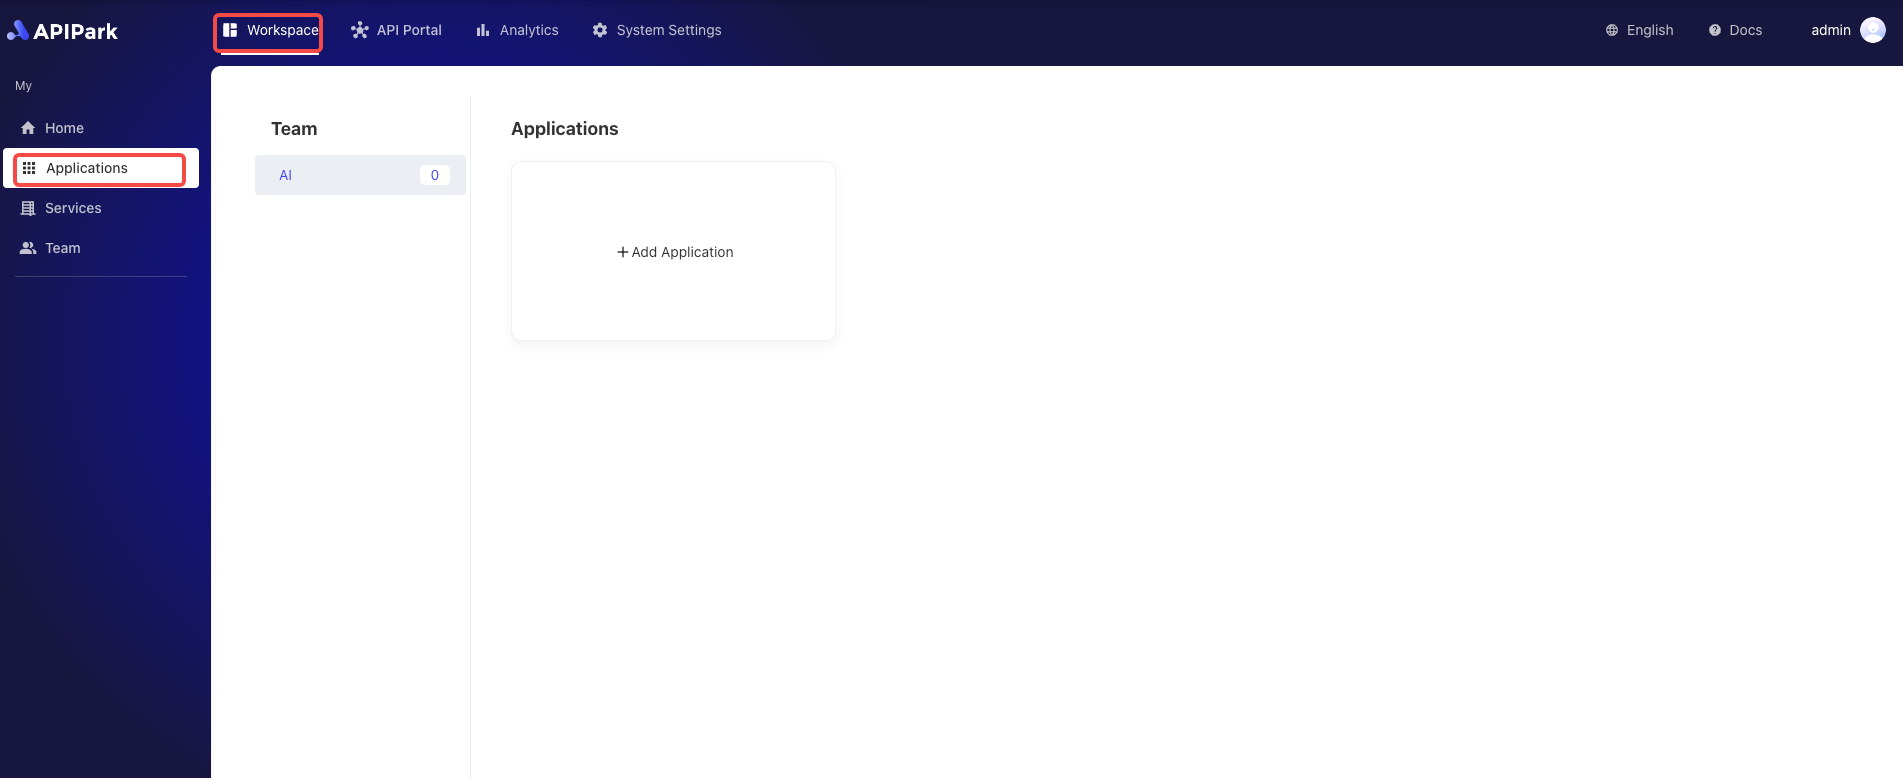 APIPark
Workspace
API Portal
Analytics
System Settings
English
Docs
admin
My
Home
Applications
Services
Team
Team
AI
0
Applications
+ Add Application